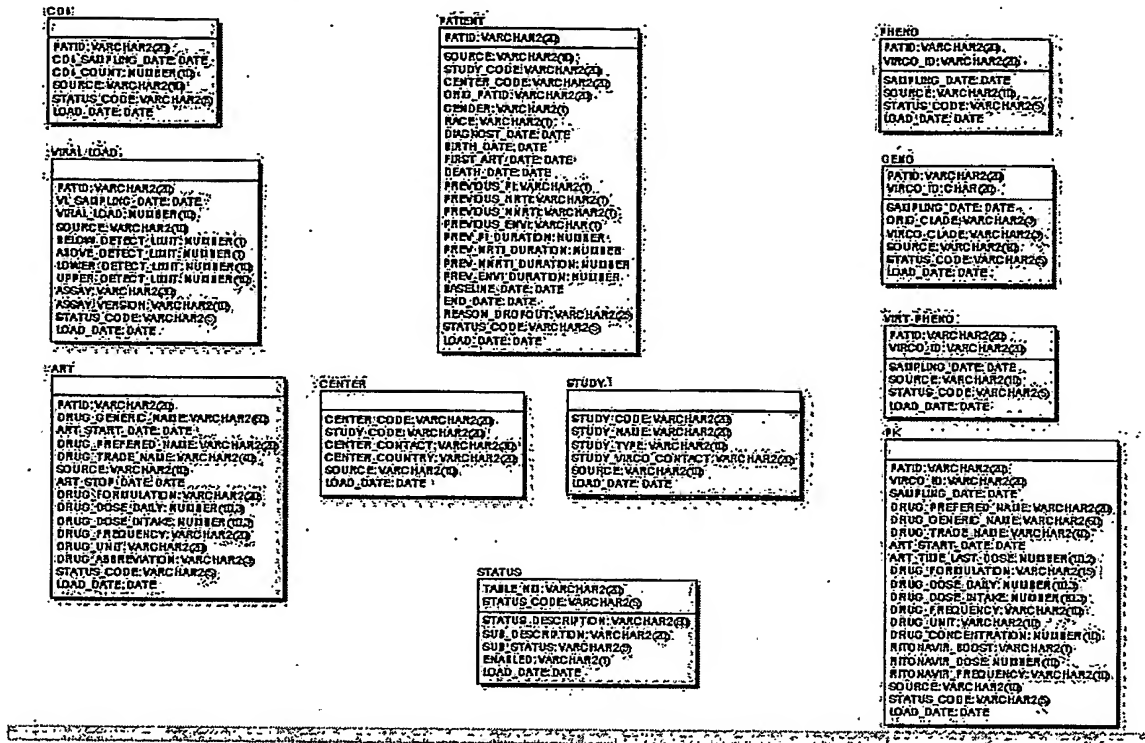 CD4
PATID:VARCHAR2(20)
CD4_SAMPLING_DATE:DATE
CD4_COUNT:NUMBER(10)
SOURCE:VARCHAR2(10)
STATUS_CODE:VARCHAR2(5)
LOAD_DATE:DATE
VIRAL_LOAD
PATID:VARCHAR2(20)
VL_SAMPLING_DATE:DATE
VIRAL_LOAD:NUMBER(10)
SOURCE:VARCHAR2(10)
BELOW_DETECT_LIMIT:NUMBER(1)
ABOVE_DETECT_LIMIT:NUMBER(1)
LOWER_DETECT_LIMIT:NUMBER(10)
UPPER_DETECT_LIMIT:NUMBER(10)
ASSAY:VARCHAR2(30)
ASSAY_VERSION:VARCHAR2(10)
STATUS_CODE:VARCHAR2(5)
LOAD_DATE:DATE
ART
PATID:VARCHAR2(20)
DRUG_GENERIC_NAME:VARCHAR2(50)
ART_START_DATE:DATE
DRUG_PREFERED_NAME:VARCHAR2(20)
DRUG_TRADE_NAME:VARCHAR2(40)
SOURCE:VARCHAR2(10)
ART_STOP_DATE:DATE
DRUG_FORMULATION:VARCHAR2(20)
DRUG_DOSE_DAILY:NUMBER(10,3)
DRUG_DOSE_INTAKE:NUMBER(10,3)
DRUG_FREQUENCY:VARCHAR2(20)
DRUG_UNIT:VARCHAR2(20)
DRUG_ABBREVIATION:VARCHAR2(5)
STATUS_CODE:VARCHAR2(5)
LOAD_DATE:DATE
PATIENT
PATID:VARCHAR2(20)
SOURCE:VARCHAR2(10)
STUDY_CODE:VARCHAR2(20)
CENTER_CODE:VARCHAR2(20)
ORIG_PATID:VARCHAR2(20)
GENDER:VARCHAR2(1)
RACE:VARCHAR2(1)
DIAGNOST_DATE:DATE
BIRTH_DATE:DATE
FIRST_ART_DATE:DATE
DEATH_DATE:DATE
PREVIOUS_PI:VARCHAR2(1)
PREVIOUS_NRTI:VARCHAR2(1)
PREVIOUS_NNRTI:VARCHAR2(1)
PREVIOUS_ENVI:VARCHAR(1)
PREV_PI_DURATION:NUMBER
PREV_NRTI_DURATION:NUMBER
PREV_NNRTI_DURATION:NUMBER
PREV_ENVI_DURATION:NUMBER
BASELINE_DATE:DATE
END_DATE:DATE
REASON_DROPOUT:VARCHAR2(25)
STATUS_CODE:VARCHAR2(5)
LOAD_DATE:DATE
CENTER
CENTER_CODE:VARCHAR2(20)
STUDY_CODE:VARCHAR2(20)
CENTER_CONTACT:VARCHAR2(30)
CENTER_COUNTRY:VARCHAR2(20)
SOURCE:VARCHAR2(10)
LOAD_DATE:DATE
STUDY
STUDY_CODE:VARCHAR2(20)
STUDY_NAME:VARCHAR2(20)
STUDY_TYPE:VARCHAR2(10)
STUDY_VIRCO_CONTACT:VARCHAR2(20)
SOURCE:VARCHAR2(10)
LOAD_DATE:DATE
STATUS
TABLE_NO:VARCHAR2(20)
STATUS_CODE:VARCHAR2(5)
STATUS_DESCRIPTION:VARCHAR2(50)
SUB_DESCRIPTION:VARCHAR2(20)
SUB_STATUS:VARCHAR2(5)
ENABLED:VARCHAR2(1)
LOAD_DATE:DATE
PHENO
PATID:VARCHAR2(20)
VIRCO_ID:VARCHAR2(20)
SAMPLING_DATE:DATE
SOURCE:VARCHAR2(10)
STATUS_CODE:VARCHAR2(5)
LOAD_DATE:DATE
GENO
PATID:VARCHAR2(20)
VIRCO_ID:CHAR(20)
SAMPLING_DATE:DATE
ORIG_CLADE:VARCHAR2(3)
VIRCO_CLADE:VARCHAR2(3)
SOURCE:VARCHAR2(10)
STATUS_CODE:VARCHAR2(5)
LOAD_DATE:DATE
VIRT_PHENO
PATID:VARCHAR2(20)
VIRCO_ID:VARCHAR2(20)
SAMPLING_DATE:DATE
SOURCE:VARCHAR2(10)
STATUS_CODE:VARCHAR2(5)
LOAD_DATE:DATE
PK
PATID:VARCHAR2(20)
VIRCO_ID:VARCHAR2(20)
SAMPLING_DATE:DATE
DRUG_PREFERED_NAME:VARCHAR2(20)
DRUG_GENERIC_NAME:VARCHAR2(50)
DRUG_TRADE_NAME:VARCHAR2(40)
ART_START_DATE:DATE
ART_TIME_LAST_DOSE:NUMBER(10,2)
DRUG_FORMULATION:VARCHAR2(15)
DRUG_DOSE_DAILY:NUMBER(10,3)
DRUG_DOSE_INTAKE:NUMBER(10,3)
DRUG_FREQUENCY:VARCHAR2(10)
DRUG_UNIT:VARCHAR2(10)
DRUG_CONCENTRATION:NUMBER(10)
RITONAVIR_BOOST:VARCHAR2(1)
RITONAVIR_DOSE:NUMBER(10)
RITONAVIR_FREQUENCY:VARCHAR2(10)
SOURCE:VARCHAR2(10)
STATUS_CODE:VARCHAR2(5)
LOAD_DATE:DATE